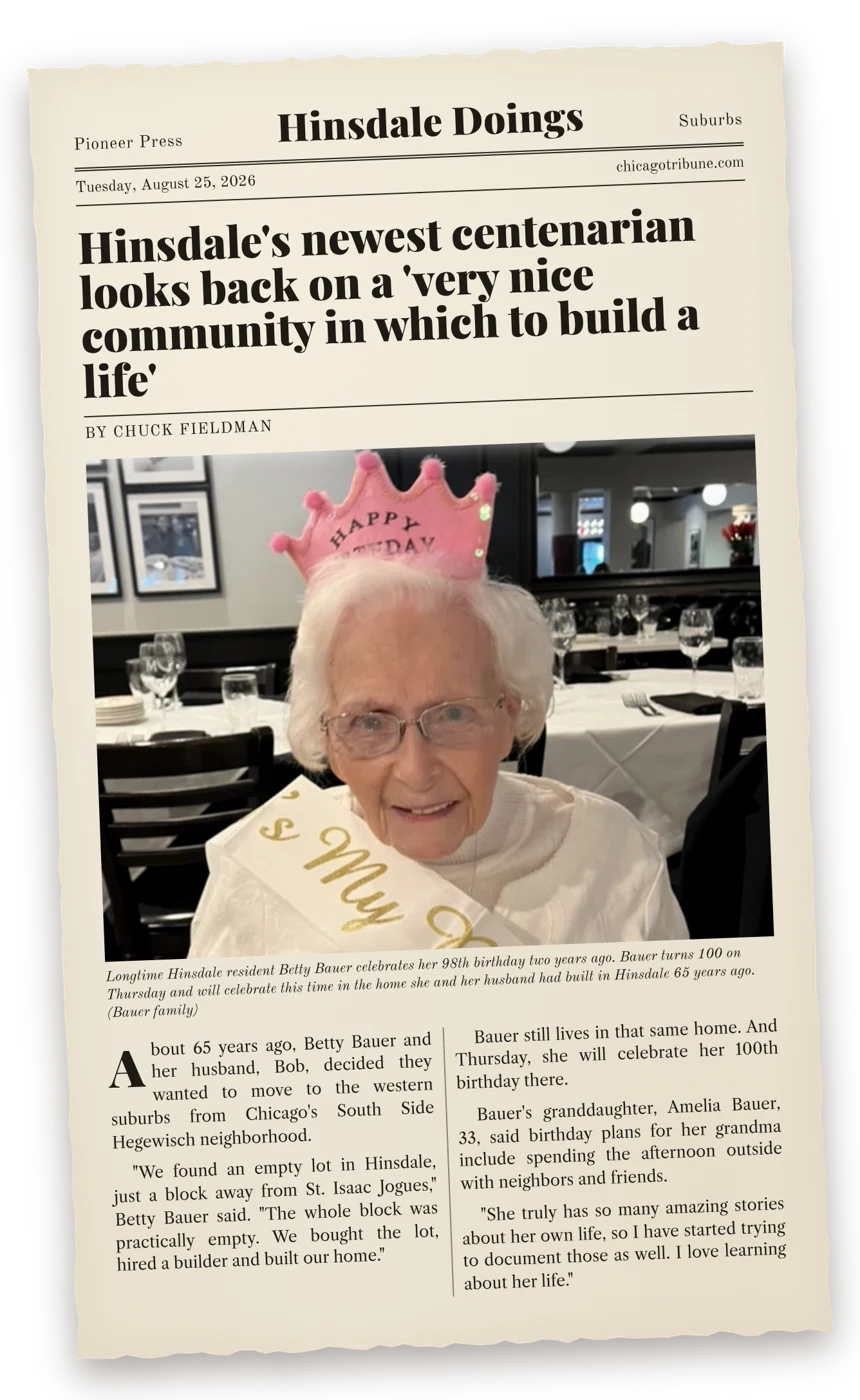 Pioneer Press
Hinsdale Doings
Suburbs
Tuesday, August 25, 2026
chicagotribune.com
Hinsdale's newest centenarian
looks back on a 'very nice
community in which to build a
life'
BY CHUCK FIELDMAN
HAPPY
's My
Longtime Hinsdale resident Betty Bauer celebrates her 98th birthday two years ago. Bauer turns 100 on
Thursday and will celebrate this time in the home she and her husband had built in Hinsdale 65 years ago.
(Bauer family)
About 65 years ago, Betty Bauer and
her husband, Bob, decided they
wanted to move to the western
suburbs from Chicago's South Side
Hegewisch neighborhood.
"We found an empty lot in Hinsdale,
just a block away from St. Isaac Jogues,"
Betty Bauer said. "The whole block was
practically empty. We bought the lot,
hired a builder and built our home."
Bauer still lives in that same home. And
Thursday, she will celebrate her 100th
birthday there.
Bauer's granddaughter, Amelia Bauer,
33, said birthday plans for her grandma
include spending the afternoon outside
with neighbors and friends.
"She truly has so many amazing stories
about her own life, so I have started trying
to document those as well. I love learning
about her life."